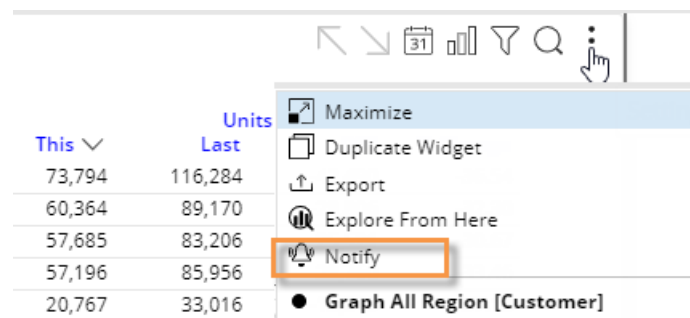 31
Maximize
Units
This Last
Duplicate Widget
73,794 116,284
Export
60,364 89,170
Explore From Here
57,685 83,206
Notify
57,196 85,956
20,767 33,016
Graph All Region [Customer]